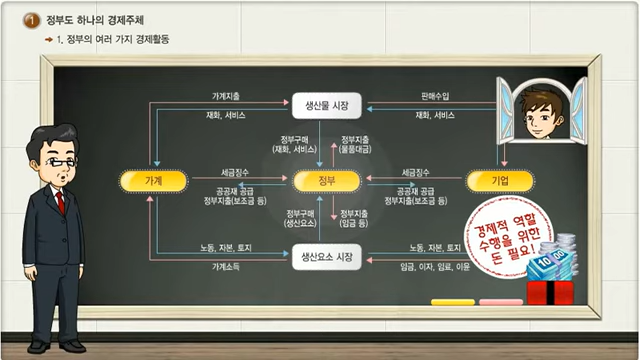 1 정부도 하나의 경제주체
➜ 1. 정부의 여러 가지 경제활동
가계지출
재화, 서비스
생산물 시장
판매수입
재화, 서비스
정부구매
(재화, 서비스)
정부지출
(물품대금)
가계
세금징수
공공재 공급
정부지출(보조금 등)
정부
세금징수
공공재 공급
정부지출(보조금 등)
기업
정부구매
(생산요소)
정부지출
(임금 등)
노동, 자본, 토지
가계소득
생산요소 시장
노동, 자본, 토지
임금, 이자, 임료, 이윤
경제적 역할
수행을 위한
돈 필요!